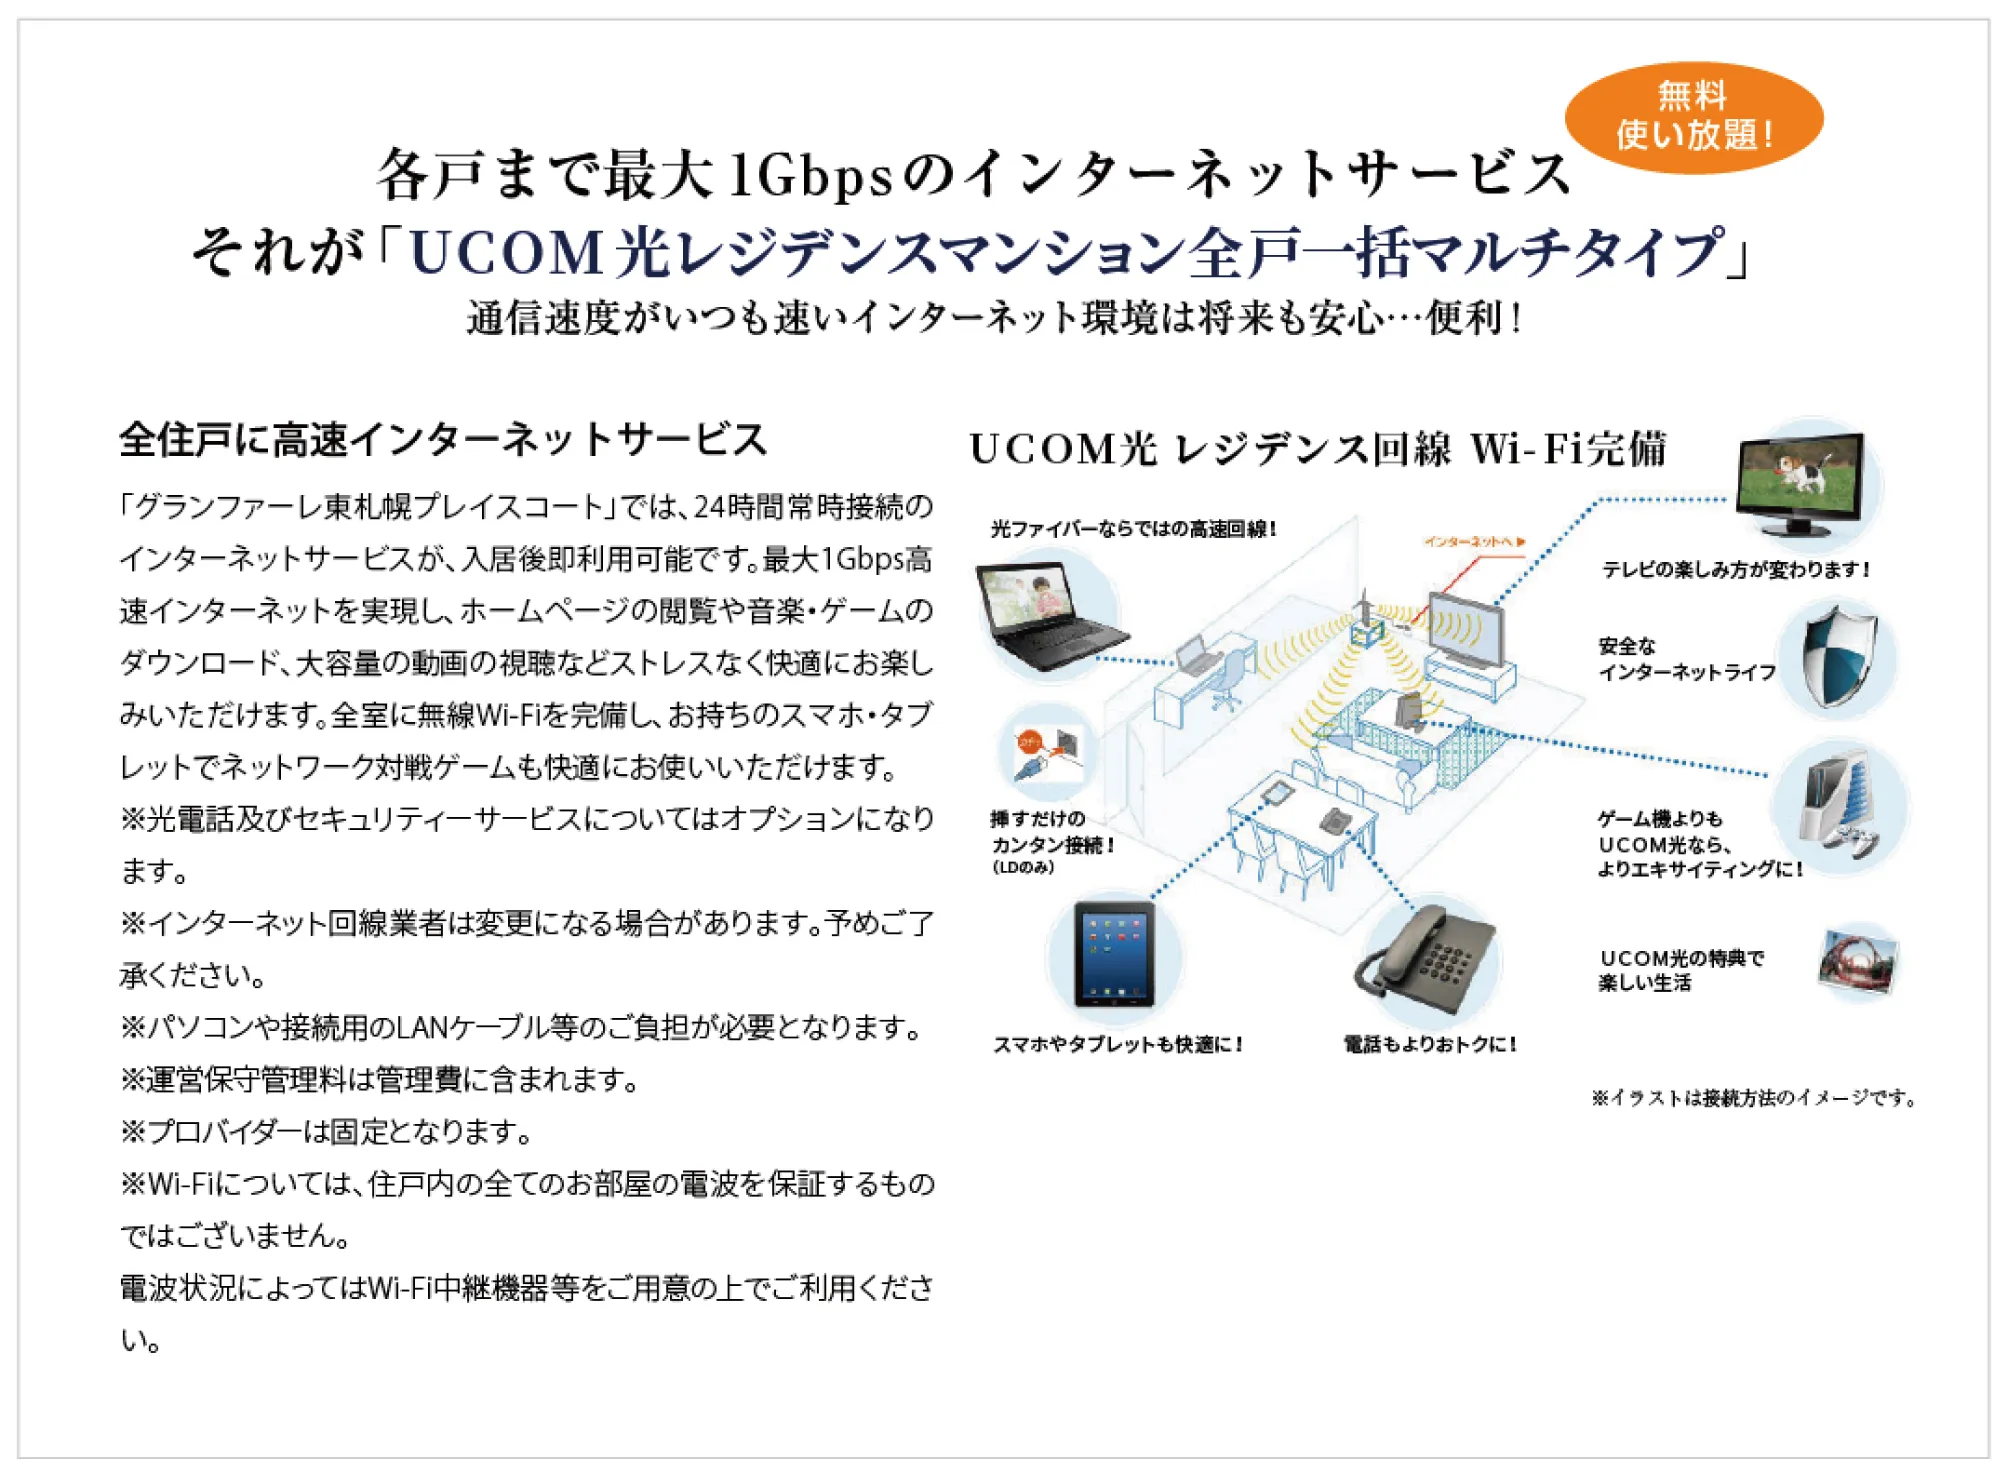 無料
使い放題!
各戸まで最大1Gbpsのインターネットサービス
それが「UCOM光レジデンスマンション全戸一括マルチタイプ」
通信速度がいつも速いインターネット環境は将来も安心…便利!
全住戸に高速インターネットサービス
「グランファーレ東札幌プレイスコート」では、24時間常時接続の
インターネットサービスが、入居後即利用可能です。最大1Gbps高
速インターネットを実現し、ホームページの閲覧や音楽・ゲームの
ダウンロード、大容量の動画の視聴などストレスなく快適にお楽し
みいただけます。全室に無線Wi-Fiを完備し、お持ちのスマホ・タブ
レットでネットワーク対戦ゲームも快適にお使いいただけます。
※光電話及びセキュリティーサービスについてはオプションになり
ます。
※インターネット回線業者は変更になる場合があります。予めご了
承ください。
※パソコンや接続用のLANケーブル等のご負担が必要となります。
※運営保守管理料は管理費に含まれます。
※プロバイダーは固定となります。
※Wi-Fiについては、住戸内の全てのお部屋の電波を保証するもの
ではございません。
電波状況によってはWi-Fi中継機器等をご用意の上でご利用くださ
い。
UCOM光 レジデンス回線 Wi-Fi完備
光ファイバーならではの高速回線!
インターネットへ▶
テレビの楽しみ方が変わります!
安全な
インターネットライフ
挿すだけの
カンタン接続!
(LDのみ)
ゲーム機よりも
UCOM光なら、
よりエキサイティングに!
UCOM光の特典で
楽しい生活
スマホやタブレットも快適に!
電話もよりおトクに!
※イラストは接続方法のイメージです。